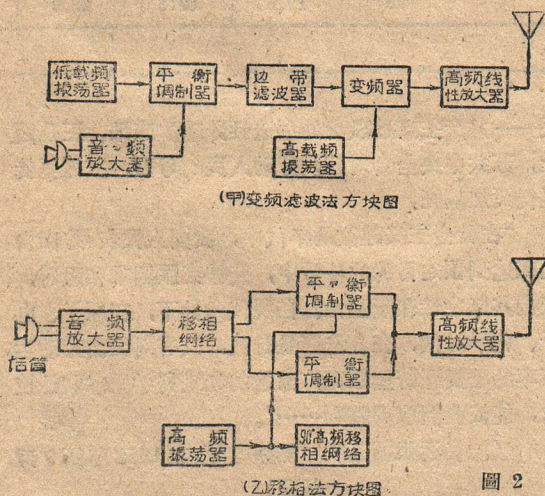 低载频
振荡器
平衡
调制器
边带
滤波器
变频器
高频线
性放大器
音频
放大器
高载频
振荡器
(甲)变频滤波法方块图
平衡
调制器
音频
放大器
移相
网络
高频线
性放大器
话筒
平衡
调制器
高频
振荡器
90°高频移
相网络
(乙)移相法方块图
圖 2